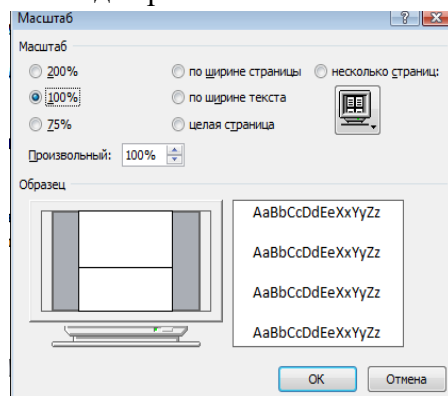 Масштаб
Масштаб
200%
по ширине страницы
несколько страниц:
100%
по ширине текста
75%
целая страница
Произвольный: 100%
Образец
AaBbCcDdEeXxYyZz
AaBbCcDdEeXxYyZz
AaBbCcDdEeXxYyZz
AaBbCcDdEeXxYyZz
ОК
Отмена